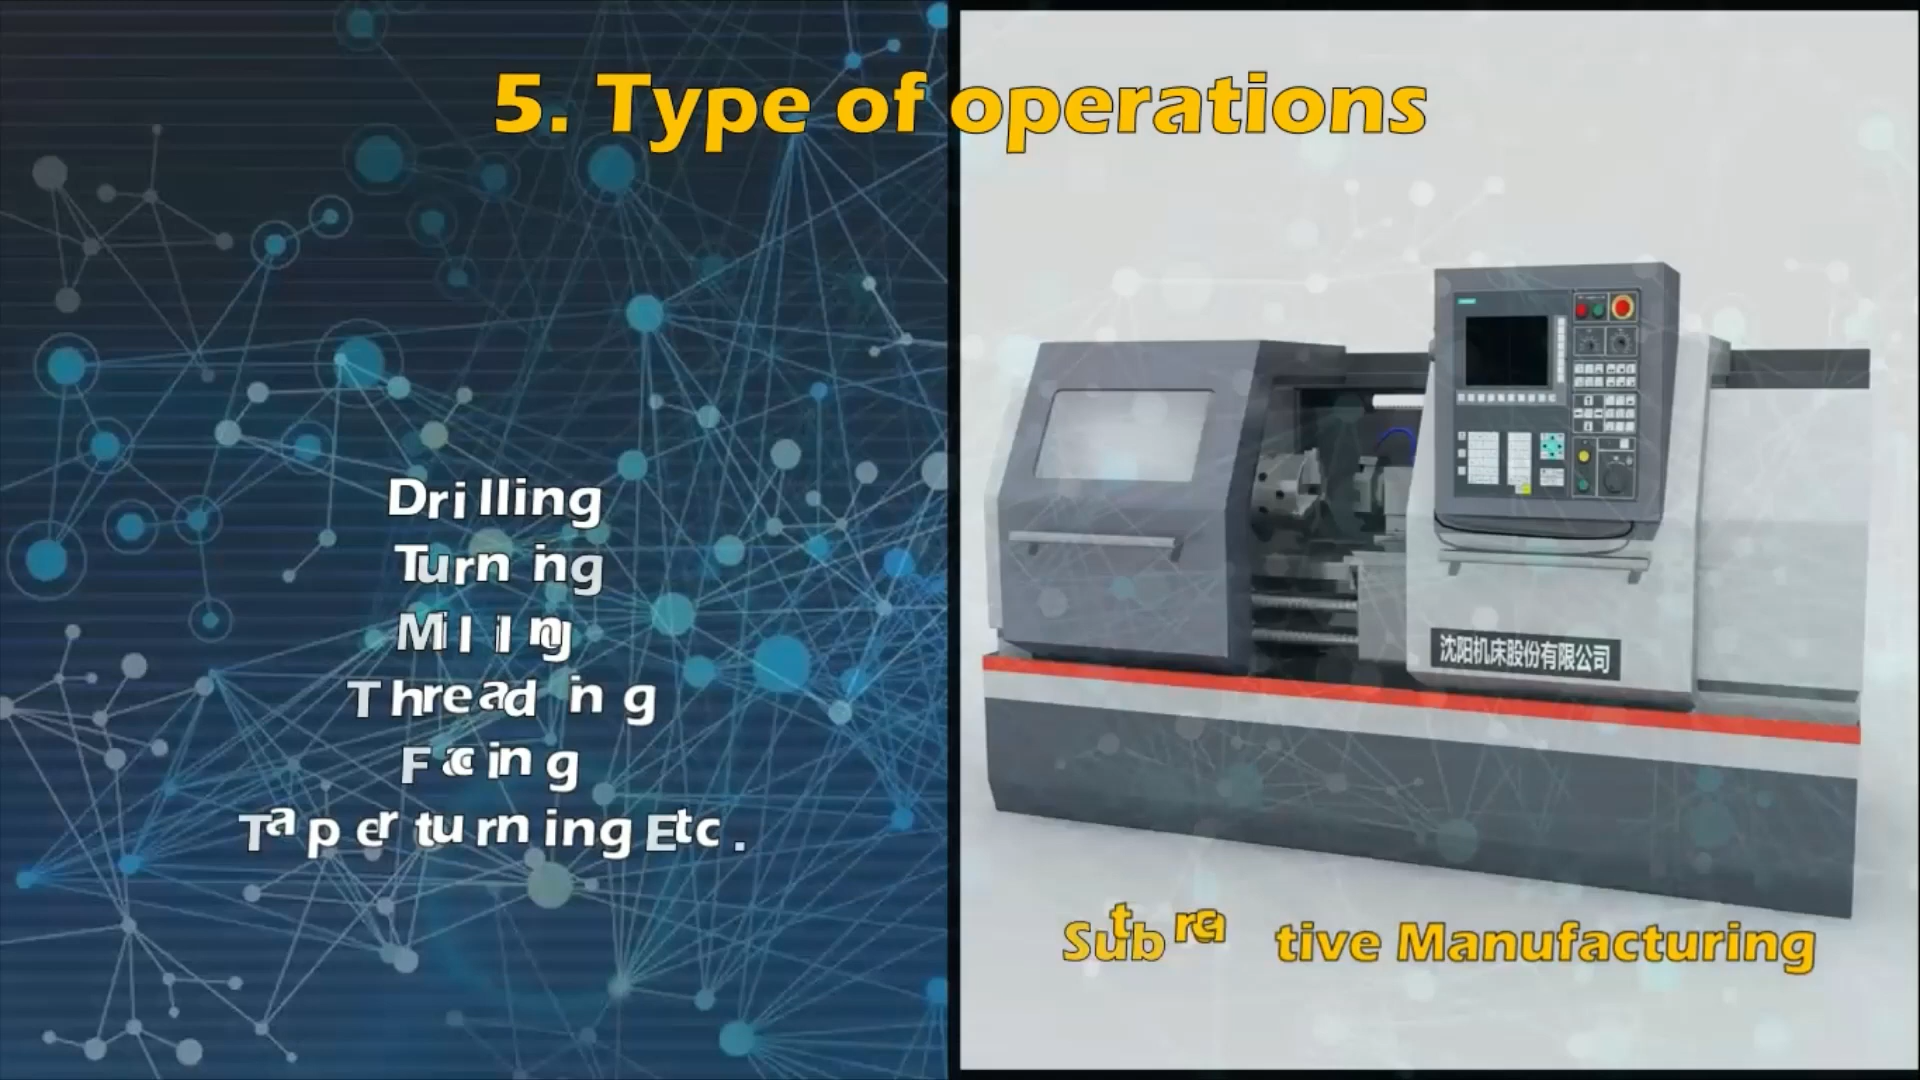 5. Type of operations
Drilling
Turning
Milling
Threading
Facing
Taper turning Etc.
沈阳机床股份有限公司
Subtractive Manufacturing